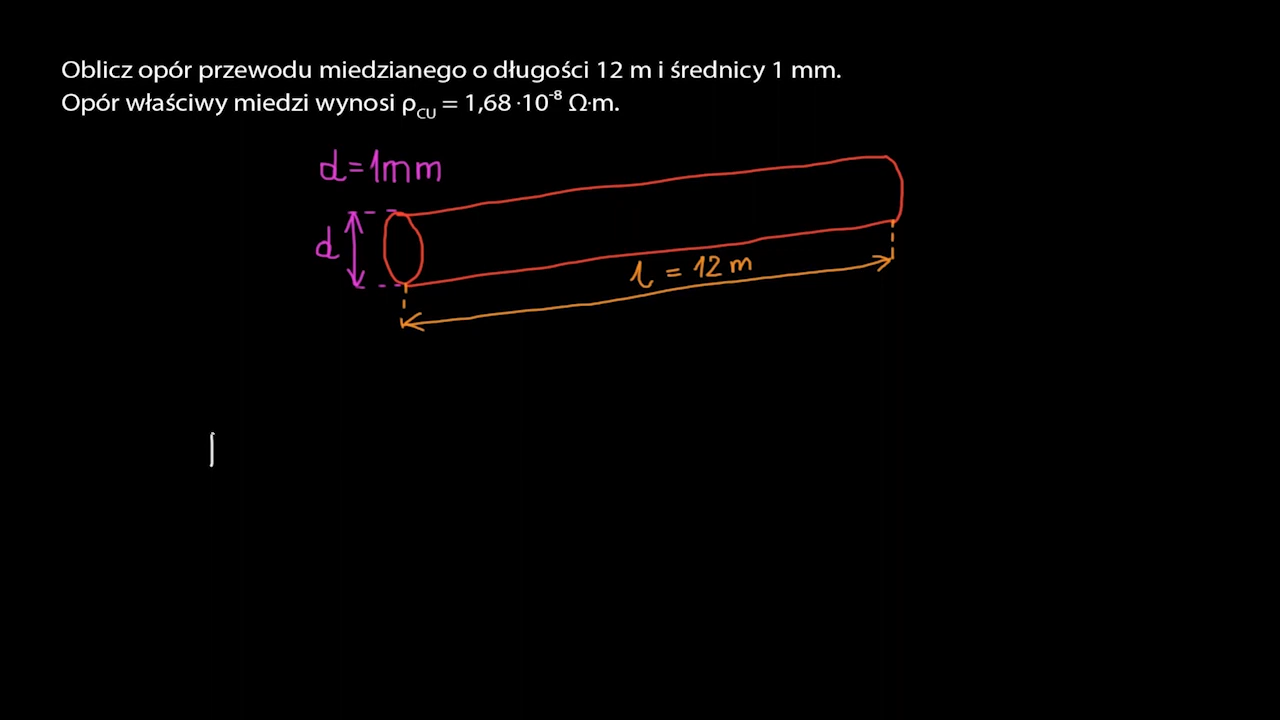 Oblicz opór przewodu miedzianego o długości 12 m i średnicy 1 mm.
Opór właściwy miedzi wynosi ρCU = 1,68 ·10⁻⁸ Ω·m.
d=1mm
d
l = 12 m